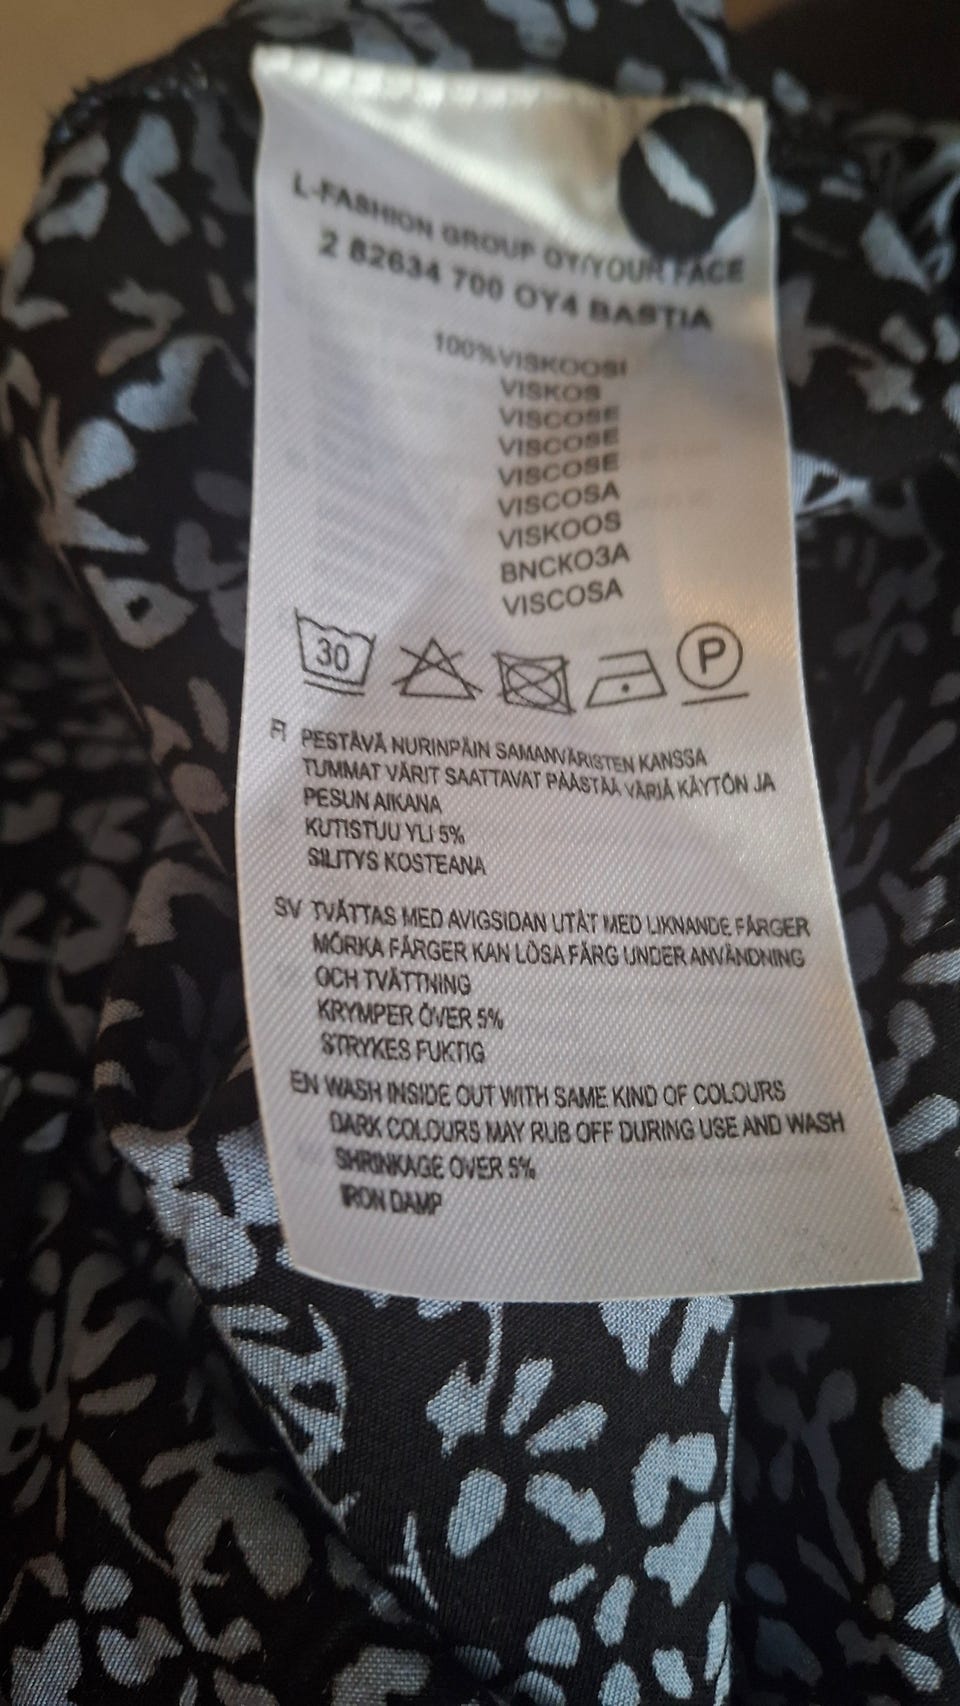 L-FASHION GROUP OY/YOUR FACE
2 82634 700 OY4 BASTIA
100%VISKOOSI
VISKOS
VISCOSE
VISCOSE
VISCOSE
VISCOSA
VISKOOS
BNCKO3A
VISCOSA
30 P
FI PESTÄVÄ NURINPÄIN SAMANVÄRISTEN KANSSA
TUMMAT VÄRIT SAATTAVAT PÄÄSTÄÄ VÄRIÄ KÄYTÖN JA
PESUN AIKANA
KUTISTUU YLI 5%
SILITYS KOSTEANA
SV TVÄTTAS MED AVIGSIDAN UTÅT MED LIKNANDE FÄRGER
MÖRKA FÄRGER KAN LÖSA FÄRG UNDER ANVÄNDNING
OCH TVÄTTNING
KRYMPER ÖVER 5%
STRYKES FUKTIG
EN WASH INSIDE OUT WITH SAME KIND OF COLOURS
DARK COLOURS MAY RUB OFF DURING USE AND WASH
SHRINKAGE OVER 5%
IRON DAMP